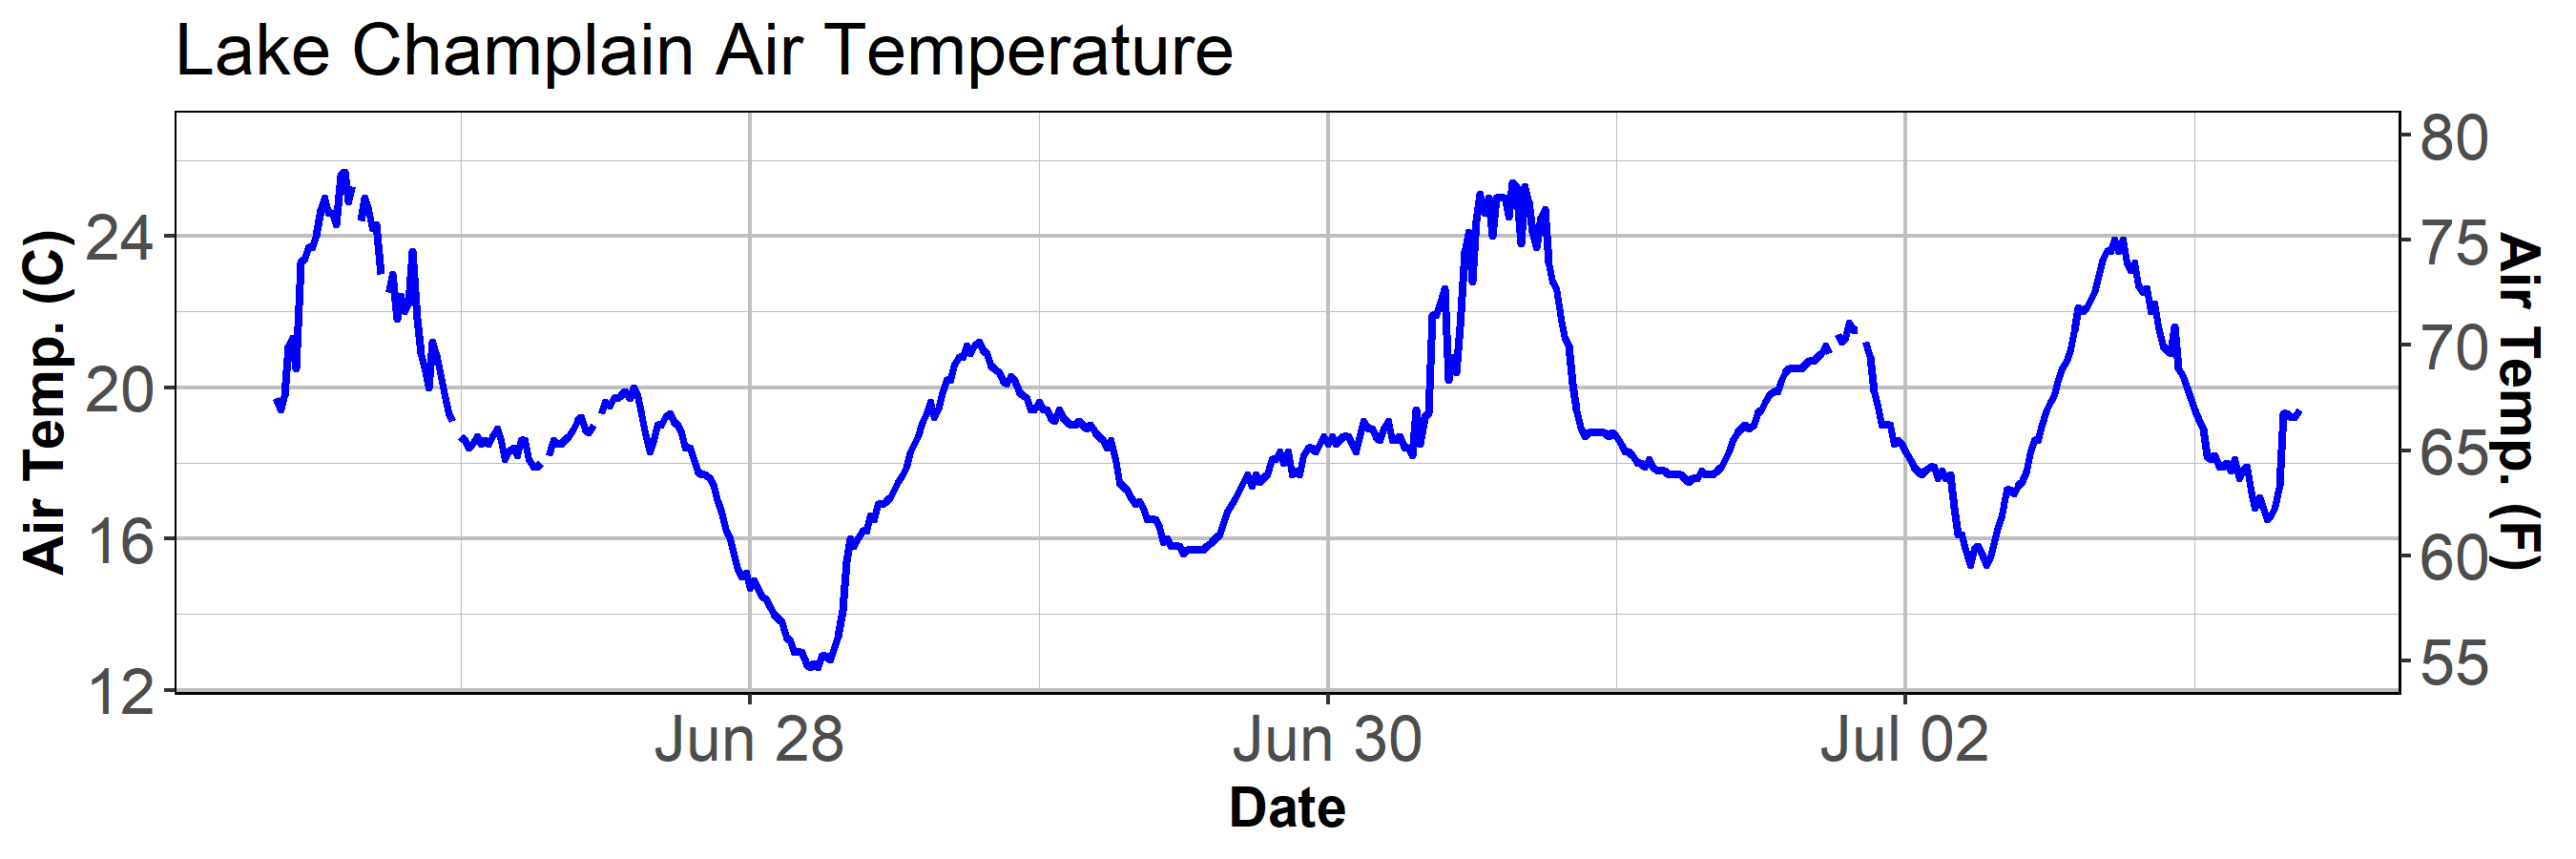 Lake Champlain Air Temperature
Air Temp. (C)
24
20
16
12
80
75
70
65
60
55
Air Temp. (F)
Jun 28
Jun 30
Jul 02
Date